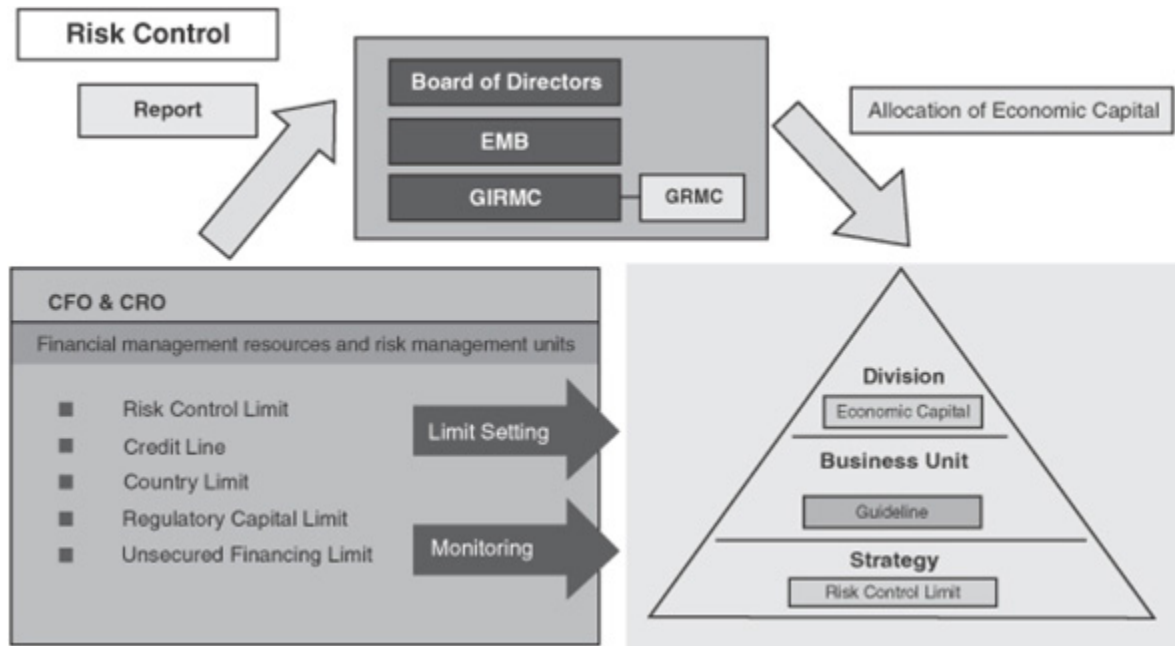 Risk Control
Report
Board of Directors
EMB
GIRMC
GRMC
Allocation of Economic Capital
CFO & CRO
Financial management resources and risk management units
Risk Control Limit
Credit Line
Country Limit
Regulatory Capital Limit
Unsecured Financing Limit
Limit Setting
Monitoring
Division
Economic Capital
Business Unit
Guideline
Strategy
Risk Control Limit